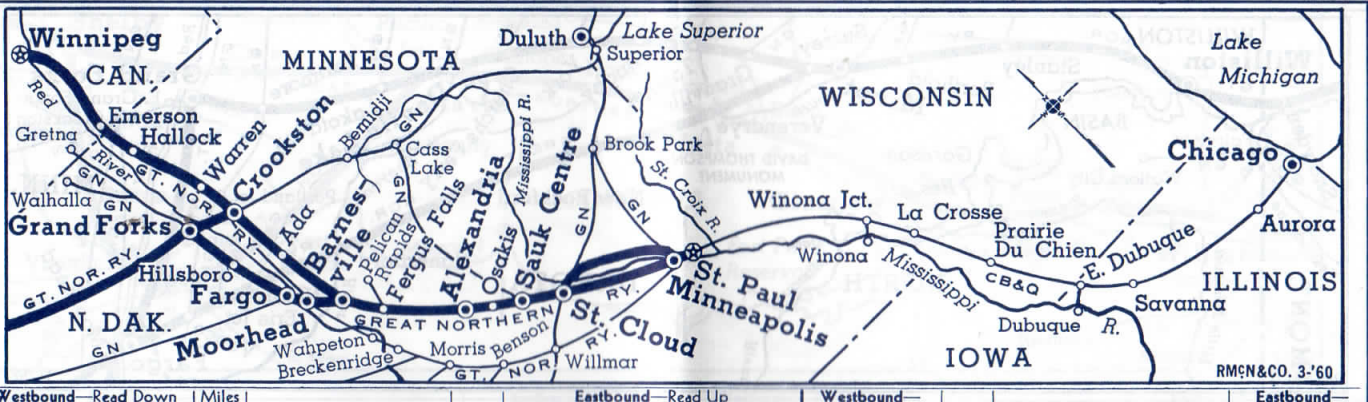 Winnipeg
CAN.
MINNESOTA
Duluth
Lake Superior
Superior
WISCONSIN
Lake
Michigan
Red
River
Emerson
Hallock
Gretna
Walhalla
GN
GN
GT. NOR. RY.
Warren
Crookston
Bemidji
GN
Cass
Lake
GN
Mississippi R.
Brook Park
GN
GN
St. Croix R.
Chicago
Aurora
Grand Forks
GT. NOR. RY.
Hillsboro
Fargo
N. DAK.
GN
Moorhead
Ada
Barnes-
ville
Pelican
Rapids
Fergus Falls
Alexandria
Osakis
Sauk Centre
GREAT NORTHERN RY.
Wahpeton
Breckenridge
Morris
Benson
GT. NOR. RY.
Willmar
St. Cloud
St. Paul
Minneapolis
Winona Jct.
Winona
La Crosse
Prairie
Du Chien
Mississippi R.
CB&Q
E. Dubuque
Dubuque
Savanna
ILLINOIS
IOWA
RMCN&CO. 3-'60
Westbound—Read Down Miles Eastbound—Read Up Westbound— Eastbound—